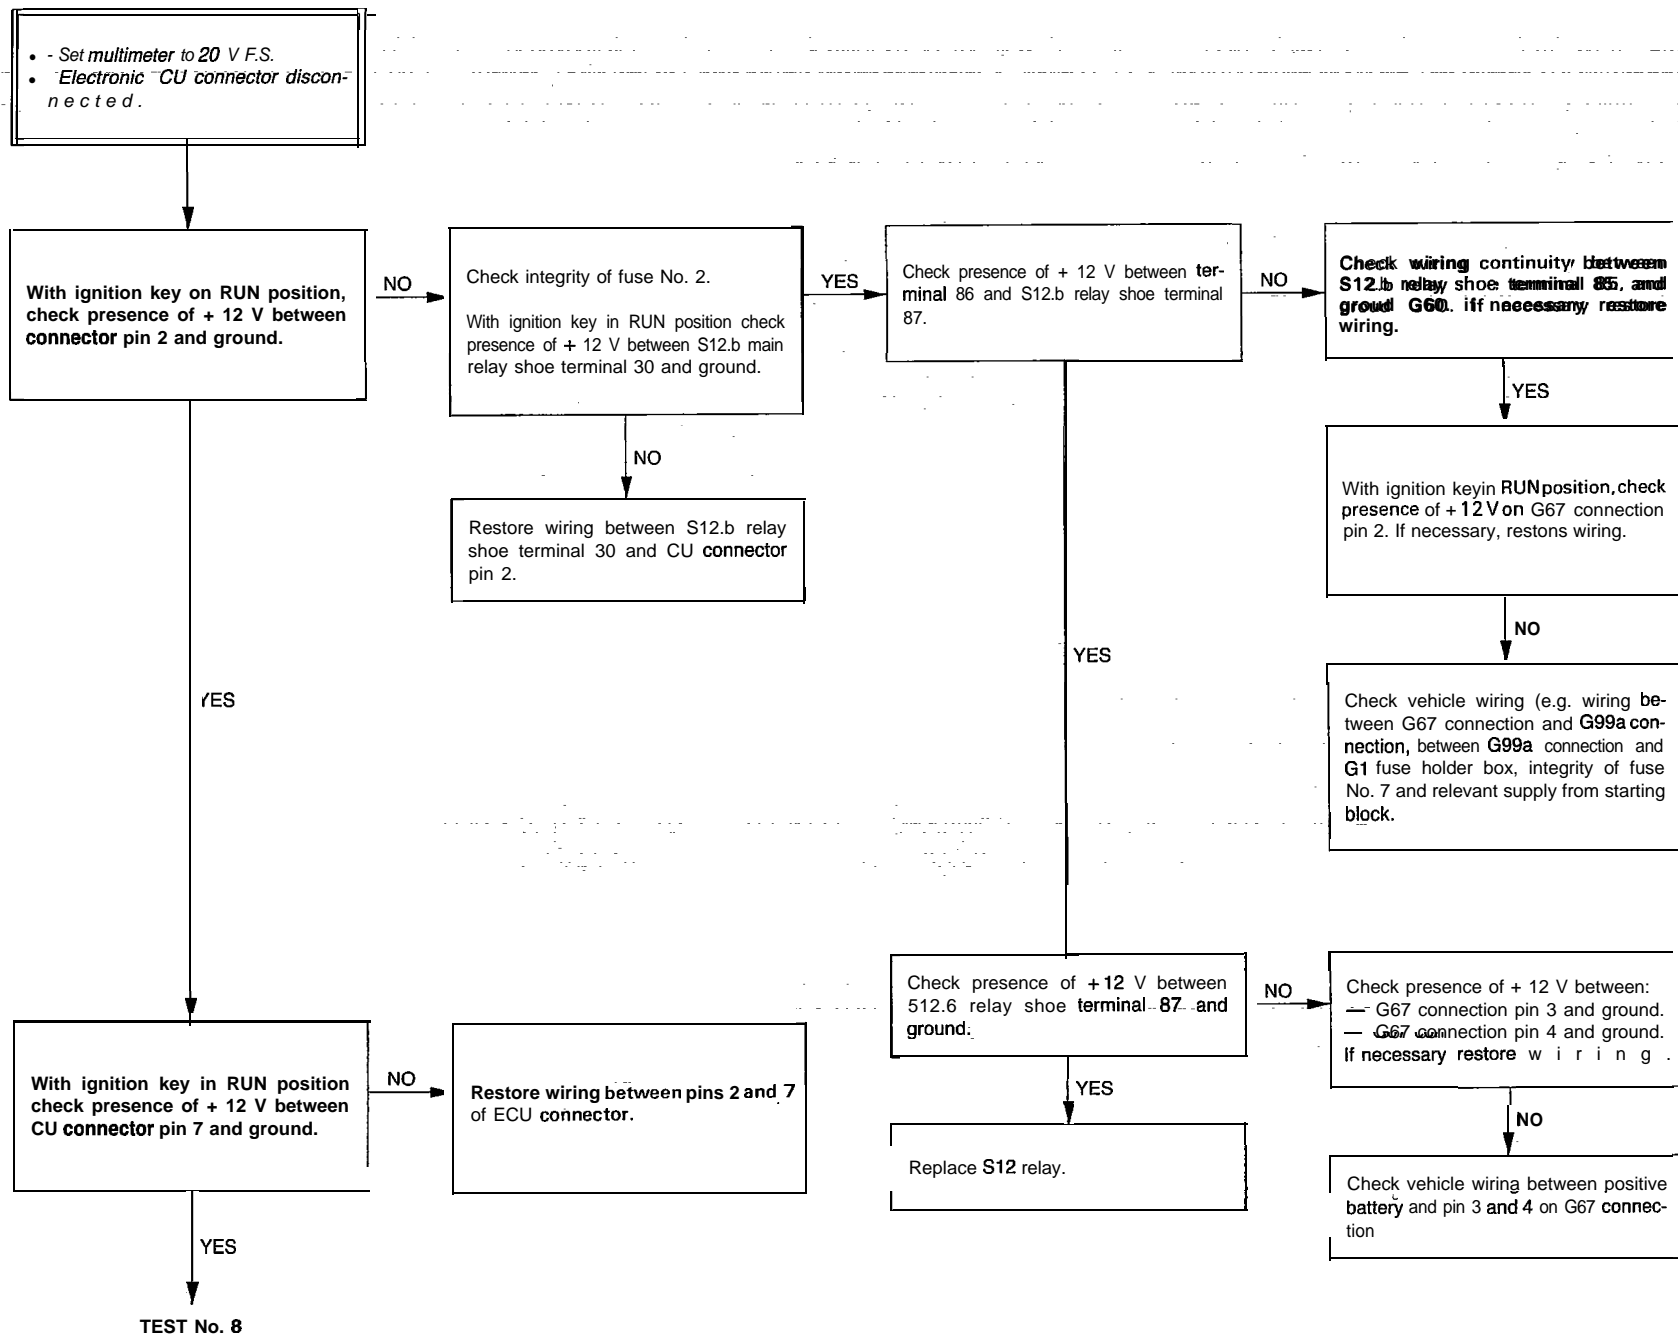 • - Set multimeter to 20 V F.S.
• Electronic CU connector discon-
nected.
With ignition key on RUN position,
check presence of + 12 V between
connector pin 2 and ground.
NO
Check integrity of fuse No. 2.
With ignition key in RUN position check
presence of + 12 V between S12.b main
relay shoe terminal 30 and ground.
YES
Check presence of + 12 V between ter-
minal 86 and S12.b relay shoe terminal
87.
NO
Check wiring continuity between
S12.b relay shoe terminal 85, and
groud G60. if necessary restore
wiring.
YES
NO
With ignition keyin RUN position, check
presence of +12 V on G67 connection
pin 2. If necessary, restons wiring.
Restore wiring between S12.b relay
shoe terminal 30 and CU connector
pin 2.
NO
YES
YES
Check vehicle wiring (e.g. wiring be-
tween G67 connection and G99a con-
nection, between G99a connection and
G1 fuse holder box, integrity of fuse
No. 7 and relevant supply from starting
block.
Check presence of +12 V between
512.6 relay shoe terminal 87 and
ground.
NO
Check presence of + 12 V between:
— G67 connection pin 3 and ground.
— G67 connection pin 4 and ground.
If necessary restore wiring.
With ignition key in RUN position
check presence of + 12 V between
CU connector pin 7 and ground.
NO
Restore wiring between pins 2 and 7
of ECU connector.
YES
NO
Replace S12 relay.
Check vehicle wiring between positive
battery and pin 3 and 4 on G67 connec-
tion
YES
TEST No. 8